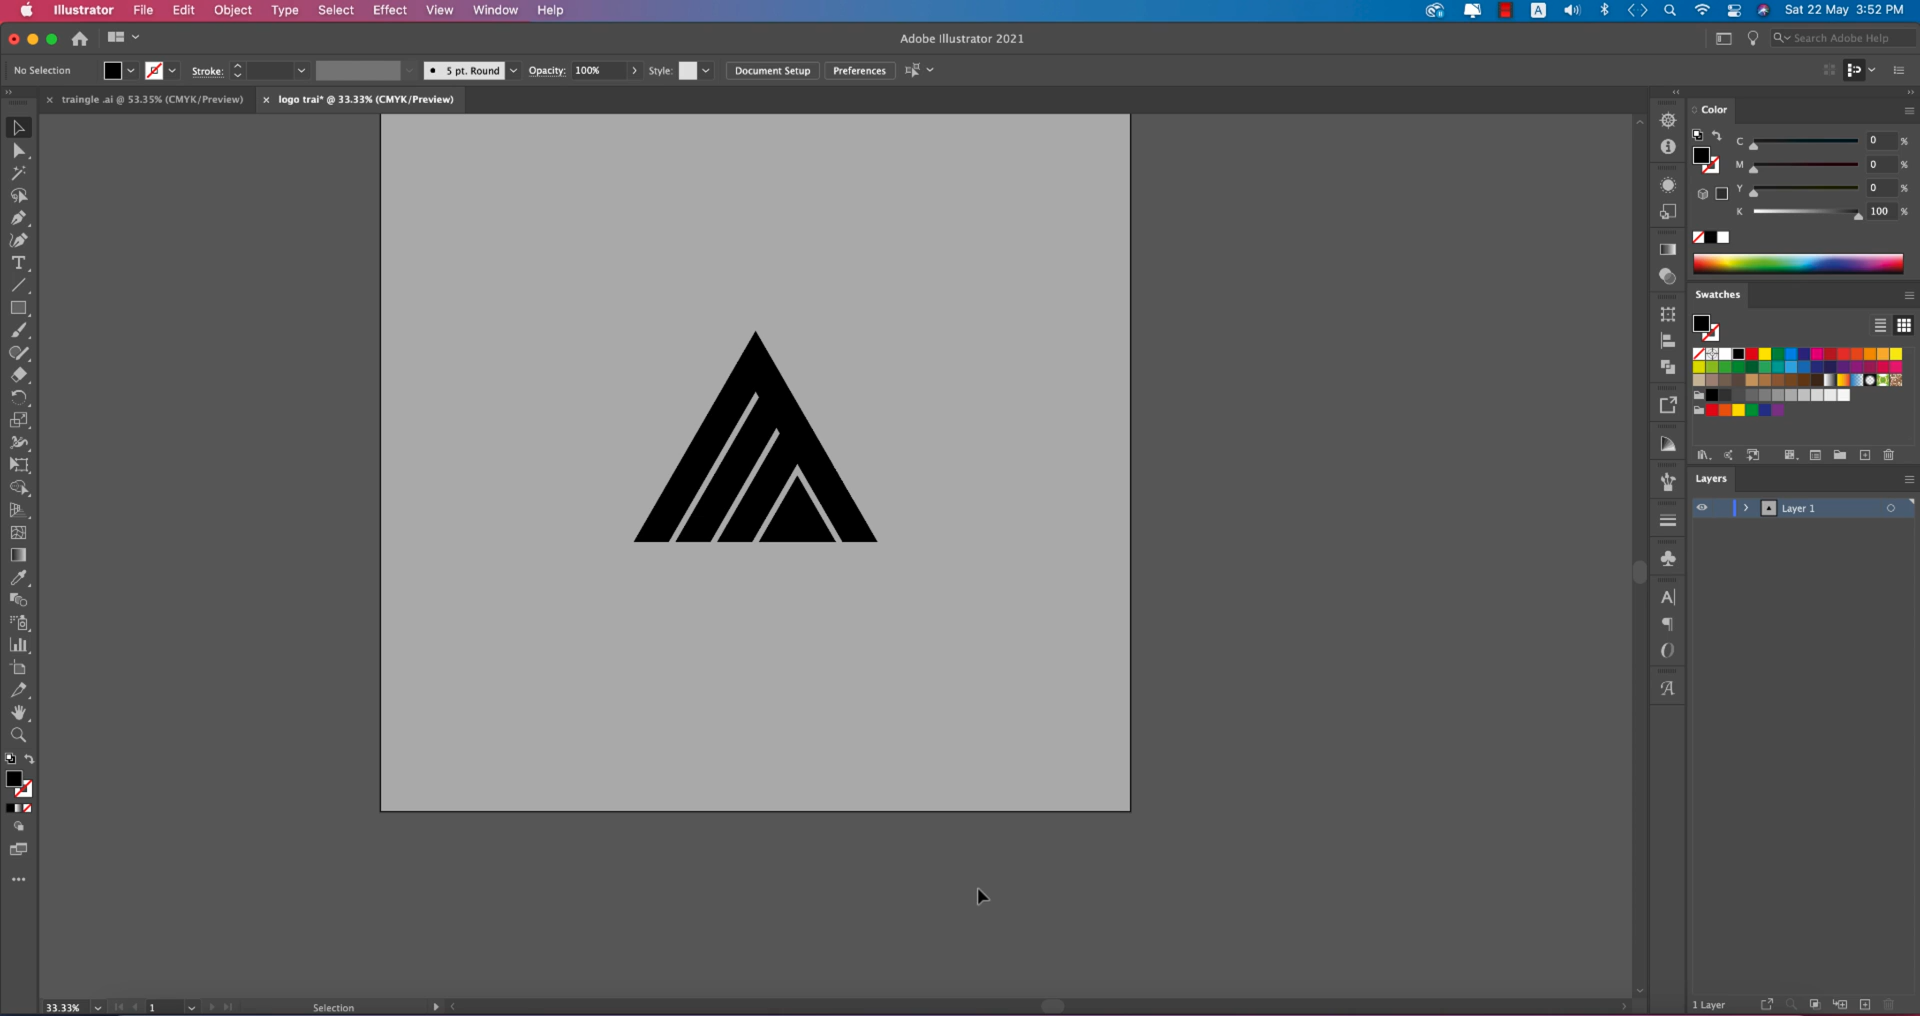 Illustrator File Edit Object Type Select Effect View Window Help A Sat 22 May 3:52 PM
Adobe Illustrator 2021 Search Adobe Help
No Selection Stroke: 5 pt. Round Opacity: 100% Style: Document Setup Preferences
× traingle .ai @ 53.35% (CMYK/Preview) × logo trai* @ 33.33% (CMYK/Preview)
Color
C 0 %
M 0 %
Y 0 %
K 100 %
Swatches
Layers
Layer 1
33.33% 1 Selection 1 Layer